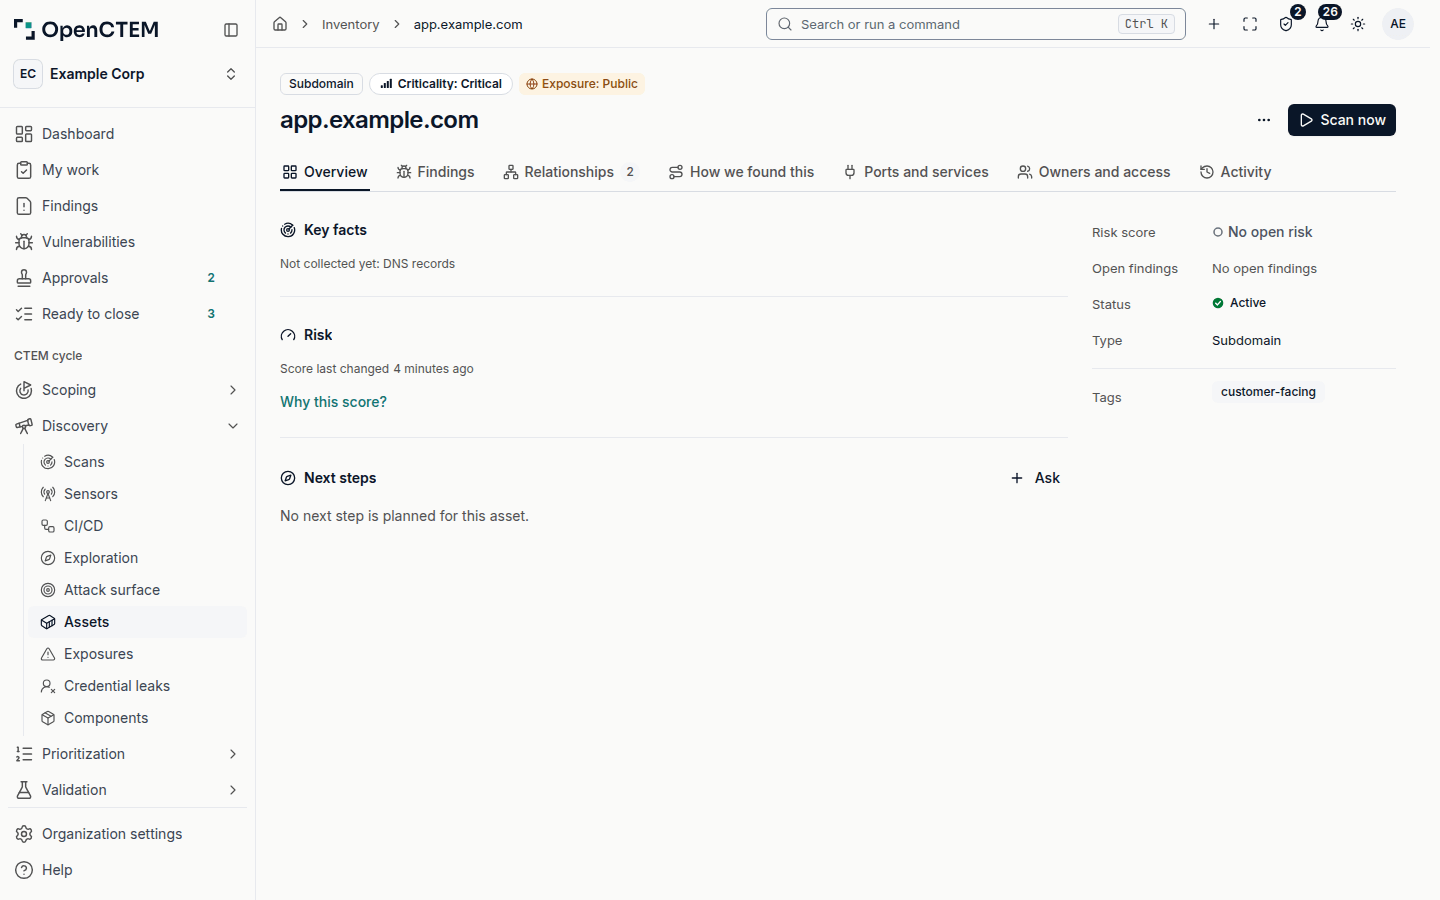 OpenCTEM
EC Example Corp
Dashboard
My work
Findings
Vulnerabilities
Approvals 2
Ready to close 3
CTEM cycle
Scoping
Discovery
Scans
Sensors
CI/CD
Exploration
Attack surface
Assets
Exposures
Credential leaks
Components
Prioritization
Validation
Organization settings
Help
Inventory app.example.com
Search or run a command Ctrl K
2
26
AE
Subdomain Criticality: Critical Exposure: Public
app.example.com
Scan now
Overview Findings Relationships 2 How we found this Ports and services Owners and access Activity
Key facts
Not collected yet: DNS records
Risk
Score last changed 4 minutes ago
Why this score?
Next steps
Ask
No next step is planned for this asset.
Risk score No open risk
Open findings No open findings
Status Active
Type Subdomain
Tags customer-facing